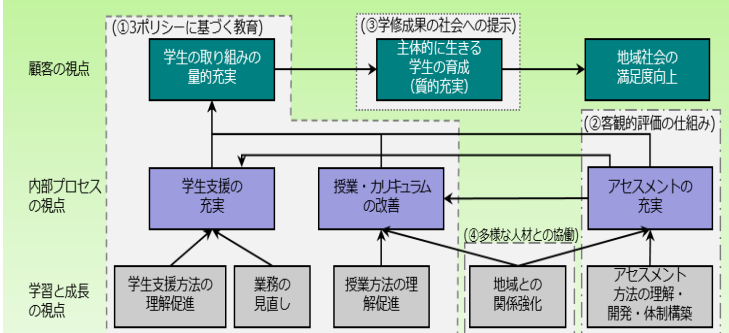 (①3ポリシーに基づく教育)
(③学修成果の社会への提示)
顧客の視点
学生の取り組みの
量的充実
主体的に生きる
学生の育成
(質的充実)
地域社会の
満足度向上
(②客観的評価の仕組み)
内部プロセス
の視点
学生支援の
充実
授業・カリキュラム
の改善
アセスメントの
充実
(④多様な人材との協働)
学習と成長
の視点
学生支援方法の
理解促進
業務の
見直し
授業方法の理
解促進
地域との
関係強化
アセスメント
方法の理解・
開発・体制構築